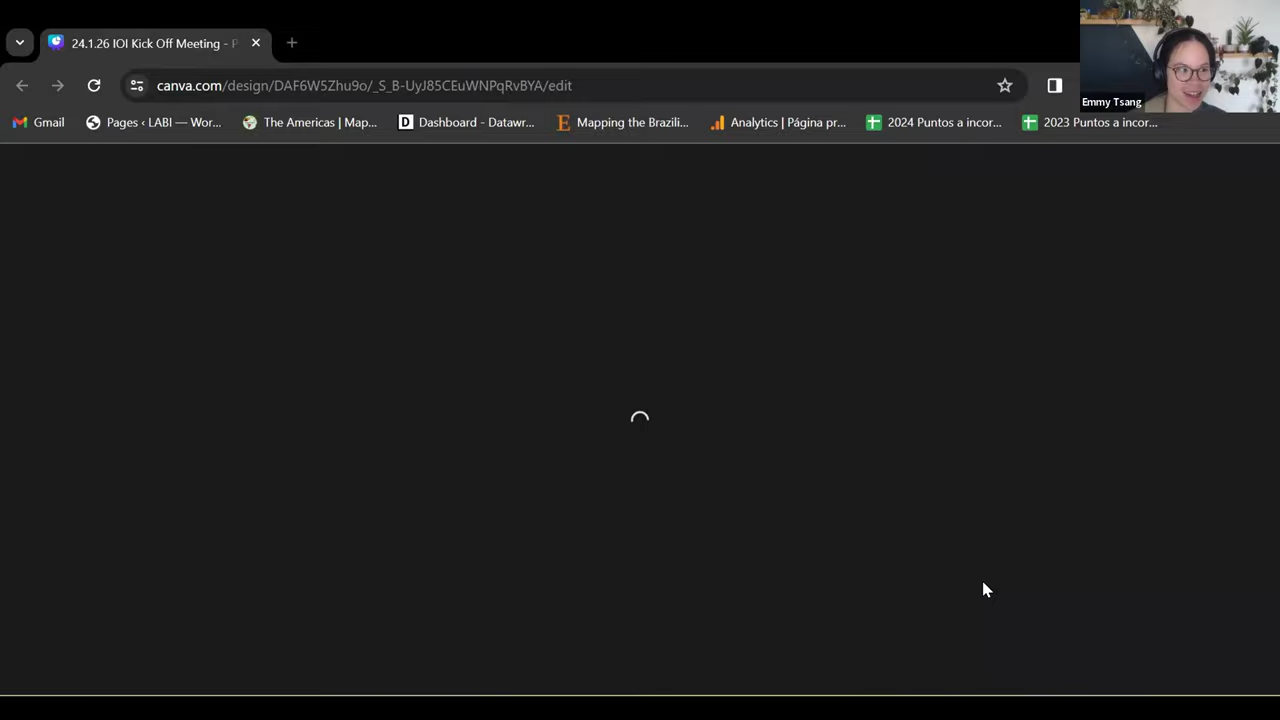 24.1.26 IOI Kick Off Meeting - P
canva.com/design/DAF6W5Zhu9o/_S_B-UyJ85CEuWNPqRvBYA/edit
Emmy Tsang
Gmail
Pages ‹ LABI — Wor...
The Americas | Map...
D
Dashboard - Datawr...
E
Mapping the Brazili...
Analytics | Página pr...
2024 Puntos a incor...
2023 Puntos a incor...